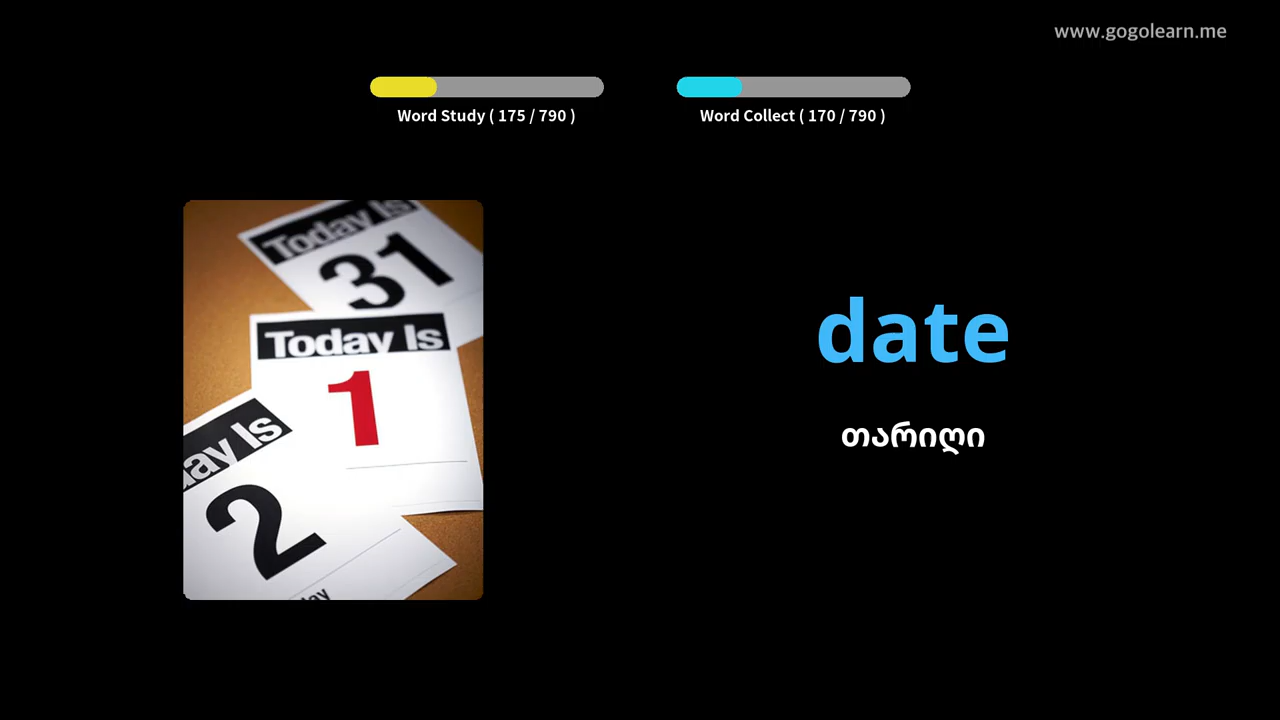 www.gogolearn.me
Word Study ( 175 / 790 )
Word Collect ( 170 / 790 )
Today Is
31
Today Is
1
ay Is
2
date
თარიღი